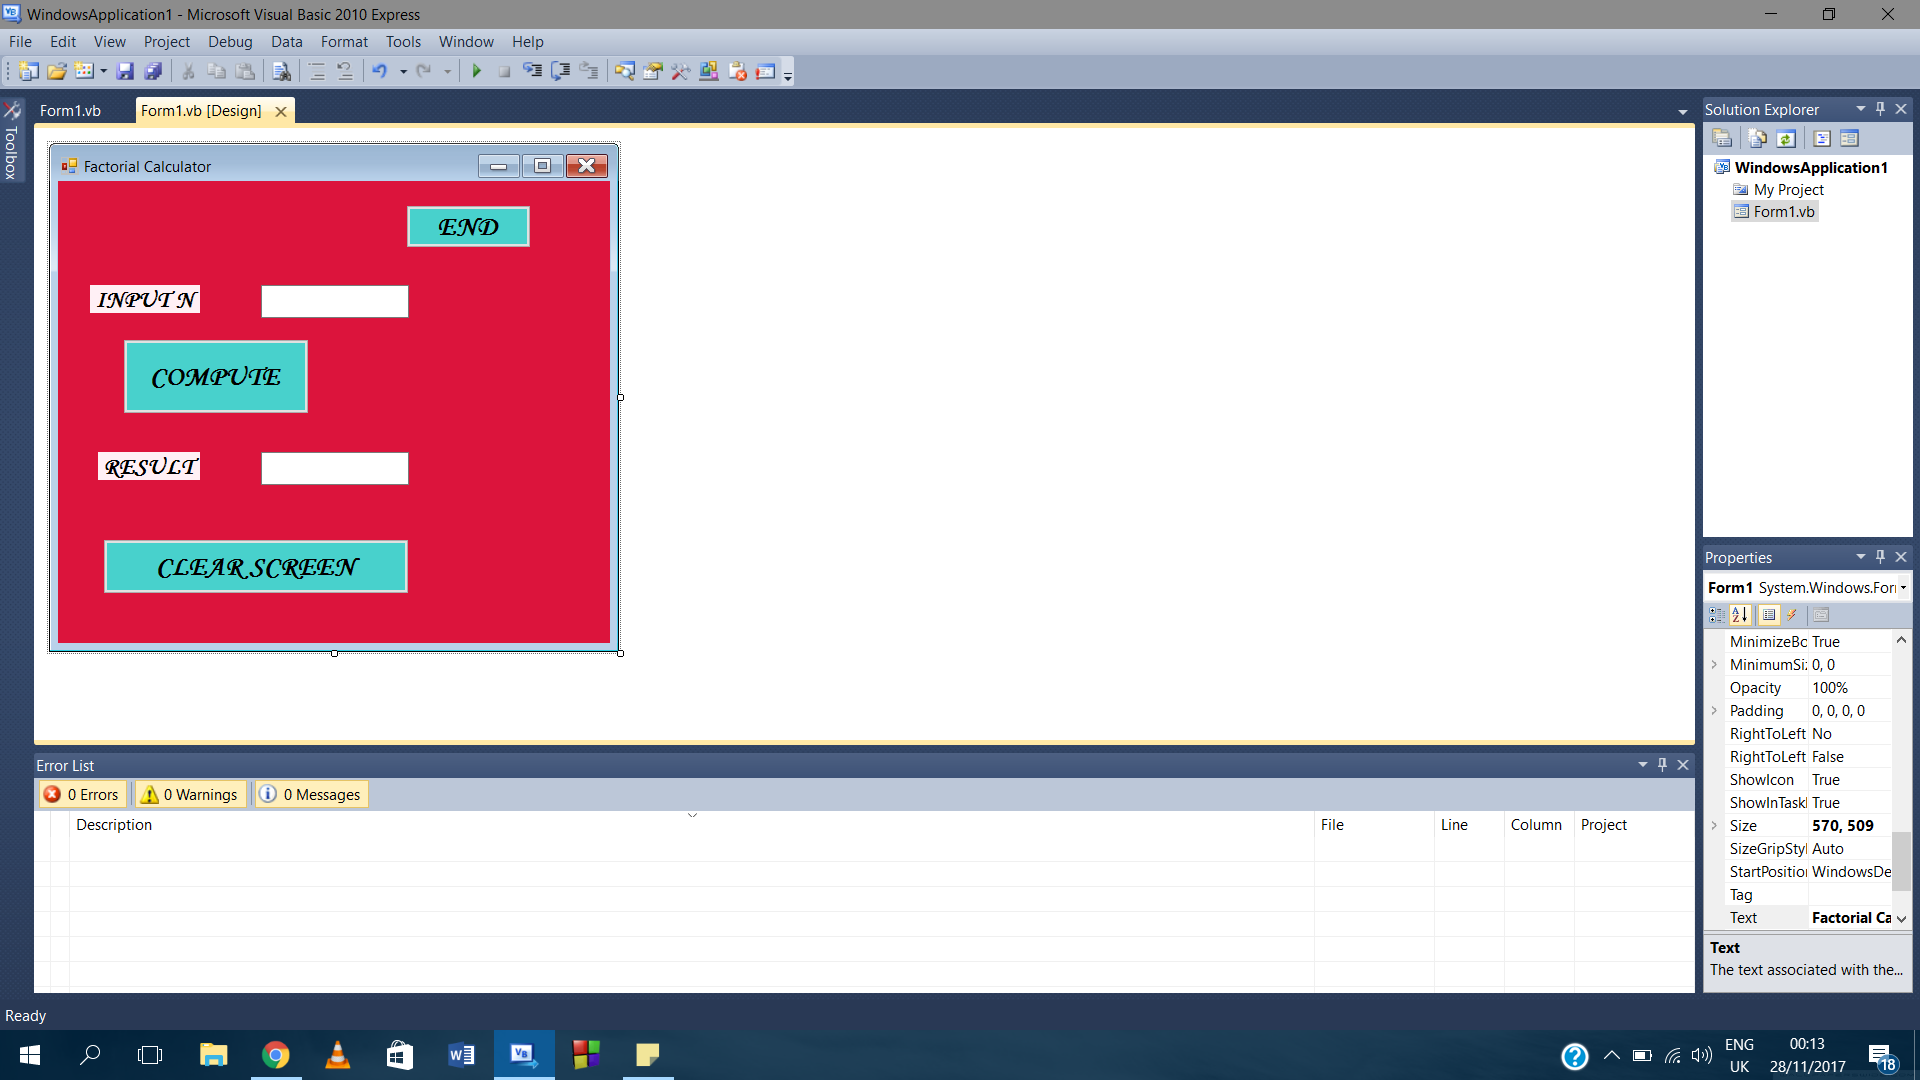 WindowsApplication1 - Microsoft Visual Basic 2010 Express
File Edit View Project Debug Data Format Tools Window Help
Toolbox
Form1.vb
Form1.vb [Design]
Factorial Calculator
END
INPUT N
COMPUTE
RESULT
CLEAR SCREEN
Error List
0 Errors
0 Warnings
0 Messages
Description File Line Column Project
Solution Explorer
WindowsApplication1
My Project
Form1.vb
Properties
Form1 System.Windows.For
MinimizeBo True
MinimumSi 0, 0
Opacity 100%
Padding 0, 0, 0, 0
RightToLeft No
RightToLeft False
ShowIcon True
ShowInTask True
Size 570, 509
SizeGripStyl Auto
StartPosition WindowsDe
Tag
Text Factorial Ca
Text
The text associated with the...
Ready
ENG
UK
00:13
28/11/2017
18